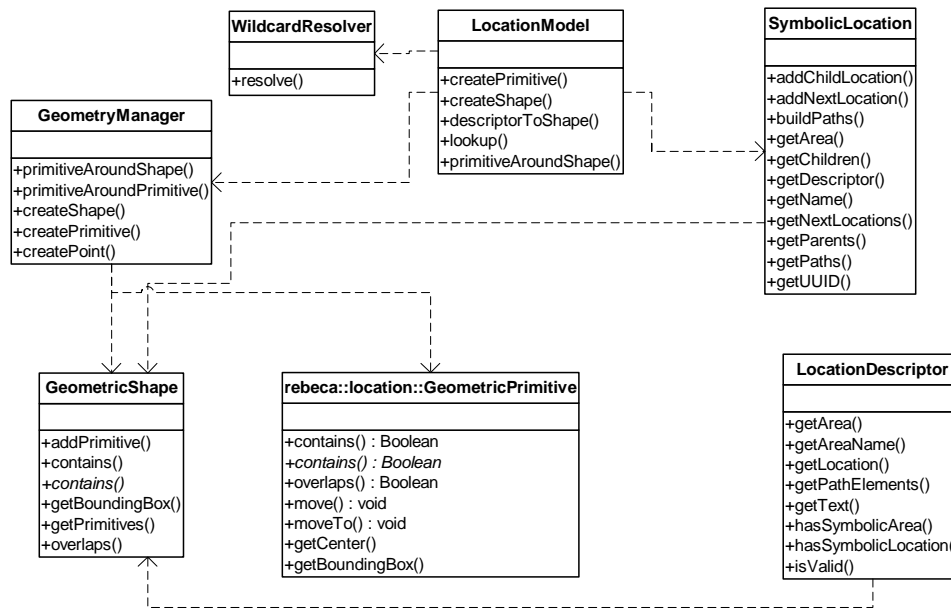 WildcardResolver
+resolve()
LocationModel
+createPrimitive()
+createShape()
+descriptorToShape()
+lookup()
+primitiveAroundShape()
SymbolicLocation
+addChildLocation()
+addNextLocation()
+buildPaths()
+getArea()
+getChildren()
+getDescriptor()
+getName()
+getNextLocations()
+getParents()
+getPaths()
+getUUID()
GeometryManager
+primitiveAroundShape()
+primitiveAroundPrimitive()
+createShape()
+createPrimitive()
+createPoint()
GeometricShape
+addPrimitive()
+contains()
+contains()
+getBoundingBox()
+getPrimitives()
+overlaps()
rebeca::location::GeometricPrimitive
+contains() : Boolean
+contains() : Boolean
+overlaps() : Boolean
+move() : void
+moveTo() : void
+getCenter()
+getBoundingBox()
LocationDescriptor
+getArea()
+getAreaName()
+getLocation()
+getPathElements()
+getText()
+hasSymbolicArea()
+hasSymbolicLocation()
+isValid()